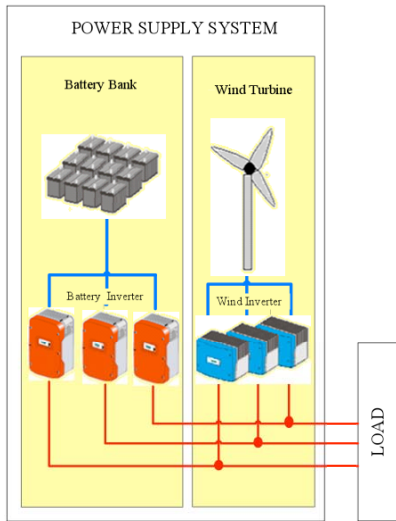 POWER SUPPLY SYSTEM
Battery Bank
Wind Turbine
Battery Inverter
Wind Inverter
LOAD